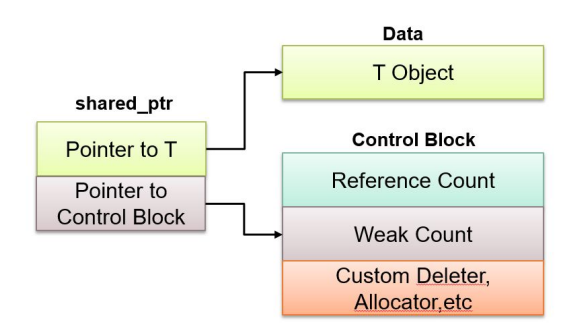 Data
T Object
shared_ptr
Pointer to T
Pointer to
Control Block
Control Block
Reference Count
Weak Count
Custom Deleter,
Allocator,etc